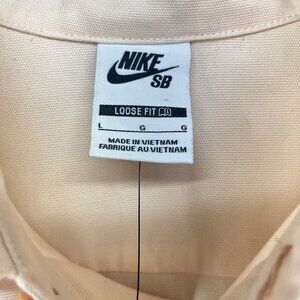 NIKE
SB
LOOSE FIT
L G G
MADE IN VIETNAM
FABRIQUÉ AU VIETNAM